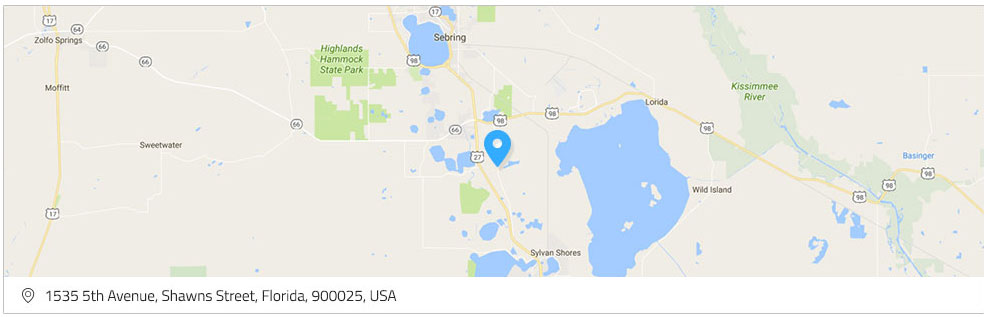 17
17
64
Zolfo Springs
Sebring
66
66
98
Highlands
Hammock
State Park
Moffitt
Kissimmee
River
Lorida
98
98
66
66
98
Sweetwater
27
Basinger
98
98
Wild Island
98
17
Sylvan Shores
1535 5th Avenue, Shawns Street, Florida, 900025, USA